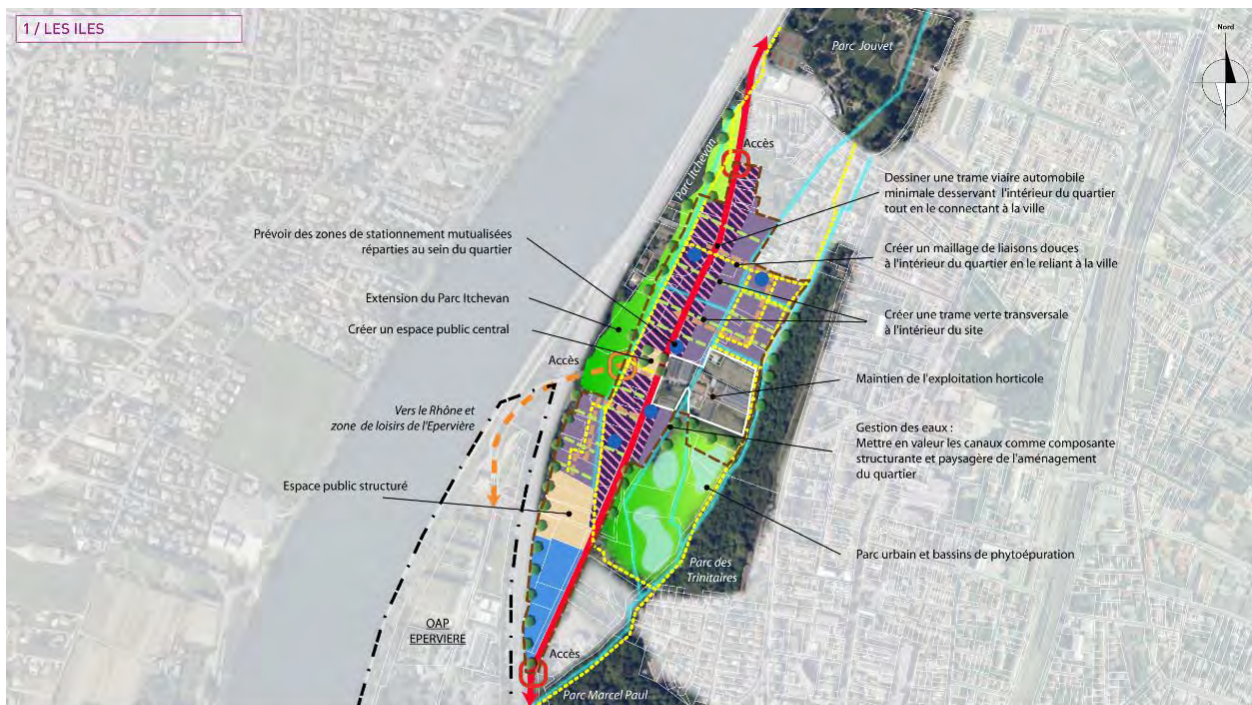 1 / LES ILES
Nord
Parc Jouvet
Accès
Parc Itchevan
Dessiner une trame viaire automobile
minimale desservant l'intérieur du quartier
tout en le connectant à la ville
Prévoir des zones de stationnement mutualisées
réparties au sein du quartier
Créer un maillage de liaisons douces
à l'intérieur du quartier en le reliant à la ville
Extension du Parc Itchevan
Créer un espace public central
Créer une trame verte transversale
à l'intérieur du site
Accès
Maintien de l'exploitation horticole
Vers le Rhône et
zone de loisirs de l'Epervière
Gestion des eaux :
Mettre en valeur les canaux comme composante
structurante et paysagère de l'aménagement
du quartier
Espace public structuré
Parc urbain et bassins de phytoépuration
Parc des
Trinitaires
OAP
EPERVIERE
Accès
Parc Marcel Paul